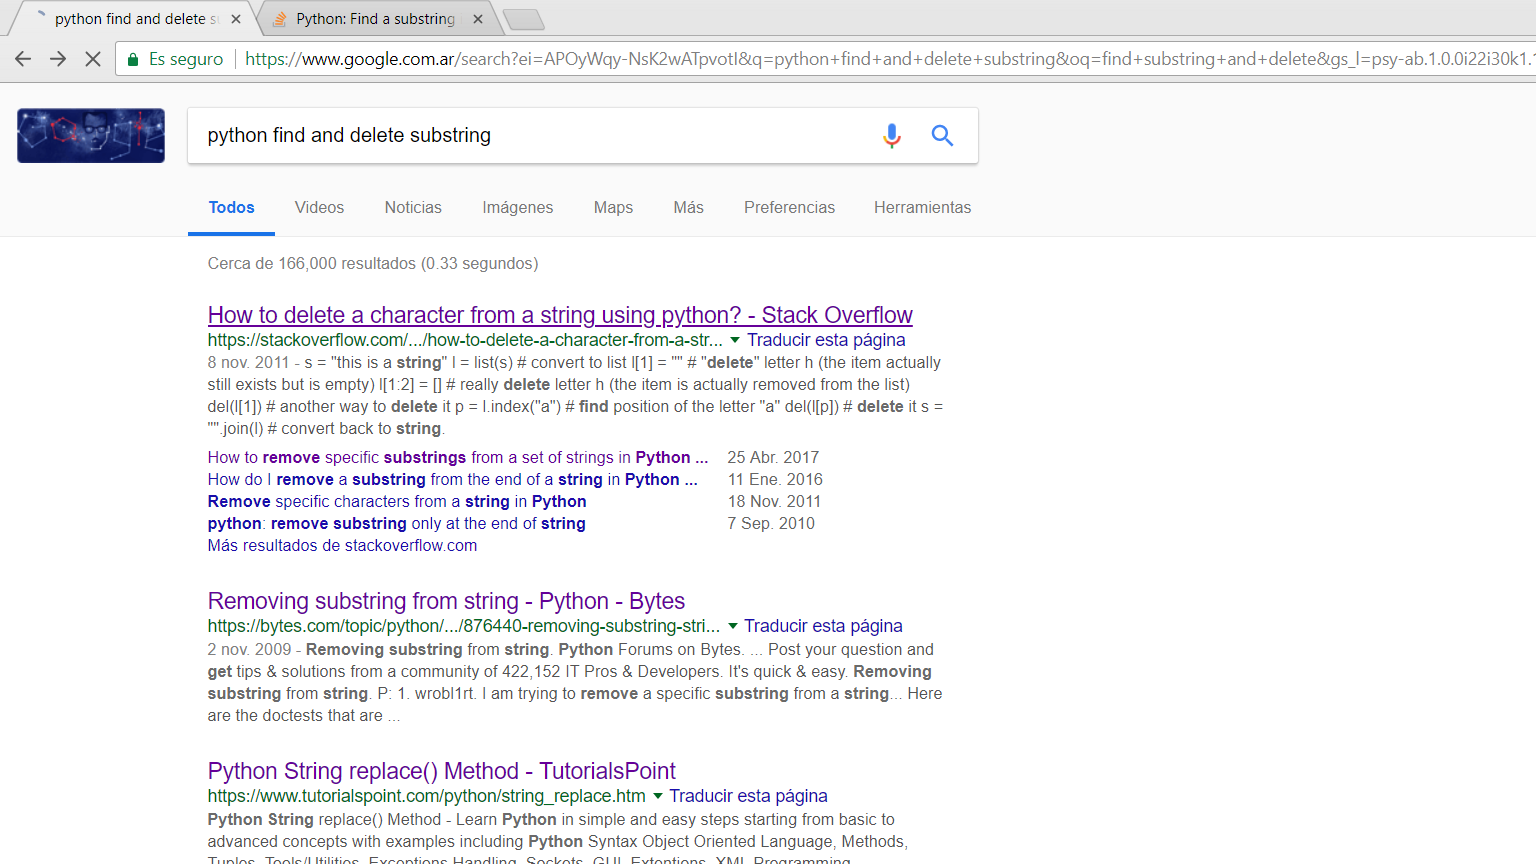 python find and delete s
Python: Find a substring
Es seguro
https://www.google.com.ar/search?ei=APOyWqy-NsK2wATpvotI&q=python+find+and+delete+substring&oq=find+substring+and+delete&gs_l=psy-ab.1.0.0i22i30k1.
python find and delete substring
Todos Videos Noticias Imágenes Maps Más Preferencias Herramientas
Cerca de 166,000 resultados (0.33 segundos)
How to delete a character from a string using python? - Stack Overflow
https://stackoverflow.com/.../how-to-delete-a-character-from-a-str... Traducir esta página
8 nov. 2011 - s = "this is a string" l = list(s) # convert to list l[1] = "" # "delete" letter h (the item actually
still exists but is empty) l[1:2] = [] # really delete letter h (the item is actually removed from the list)
del(l[1]) # another way to delete it p = l.index("a") # find position of the letter "a" del(l[p]) # delete it s =
"".join(l) # convert back to string.
How to remove specific substrings from a set of strings in Python ... 25 Abr. 2017
How do I remove a substring from the end of a string in Python ... 11 Ene. 2016
Remove specific characters from a string in Python 18 Nov. 2011
python: remove substring only at the end of string 7 Sep. 2010
Más resultados de stackoverflow.com
Removing substring from string - Python - Bytes
https://bytes.com/topic/python/.../876440-removing-substring-stri... Traducir esta página
2 nov. 2009 - Removing substring from string. Python Forums on Bytes. ... Post your question and
get tips & solutions from a community of 422,152 IT Pros & Developers. It's quick & easy. Removing
substring from string. P: 1. wrobl1rt. I am trying to remove a specific substring from a string... Here
are the doctests that are ...
Python String replace() Method - TutorialsPoint
https://www.tutorialspoint.com/python/string_replace.htm Traducir esta página
Python String replace() Method - Learn Python in simple and easy steps starting from basic to
advanced concepts with examples including Python Syntax Object Oriented Language, Methods,
Tuples, Tools/Utilities, Exceptions Handling, Sockets, GUI, Extentions, XML Programming.